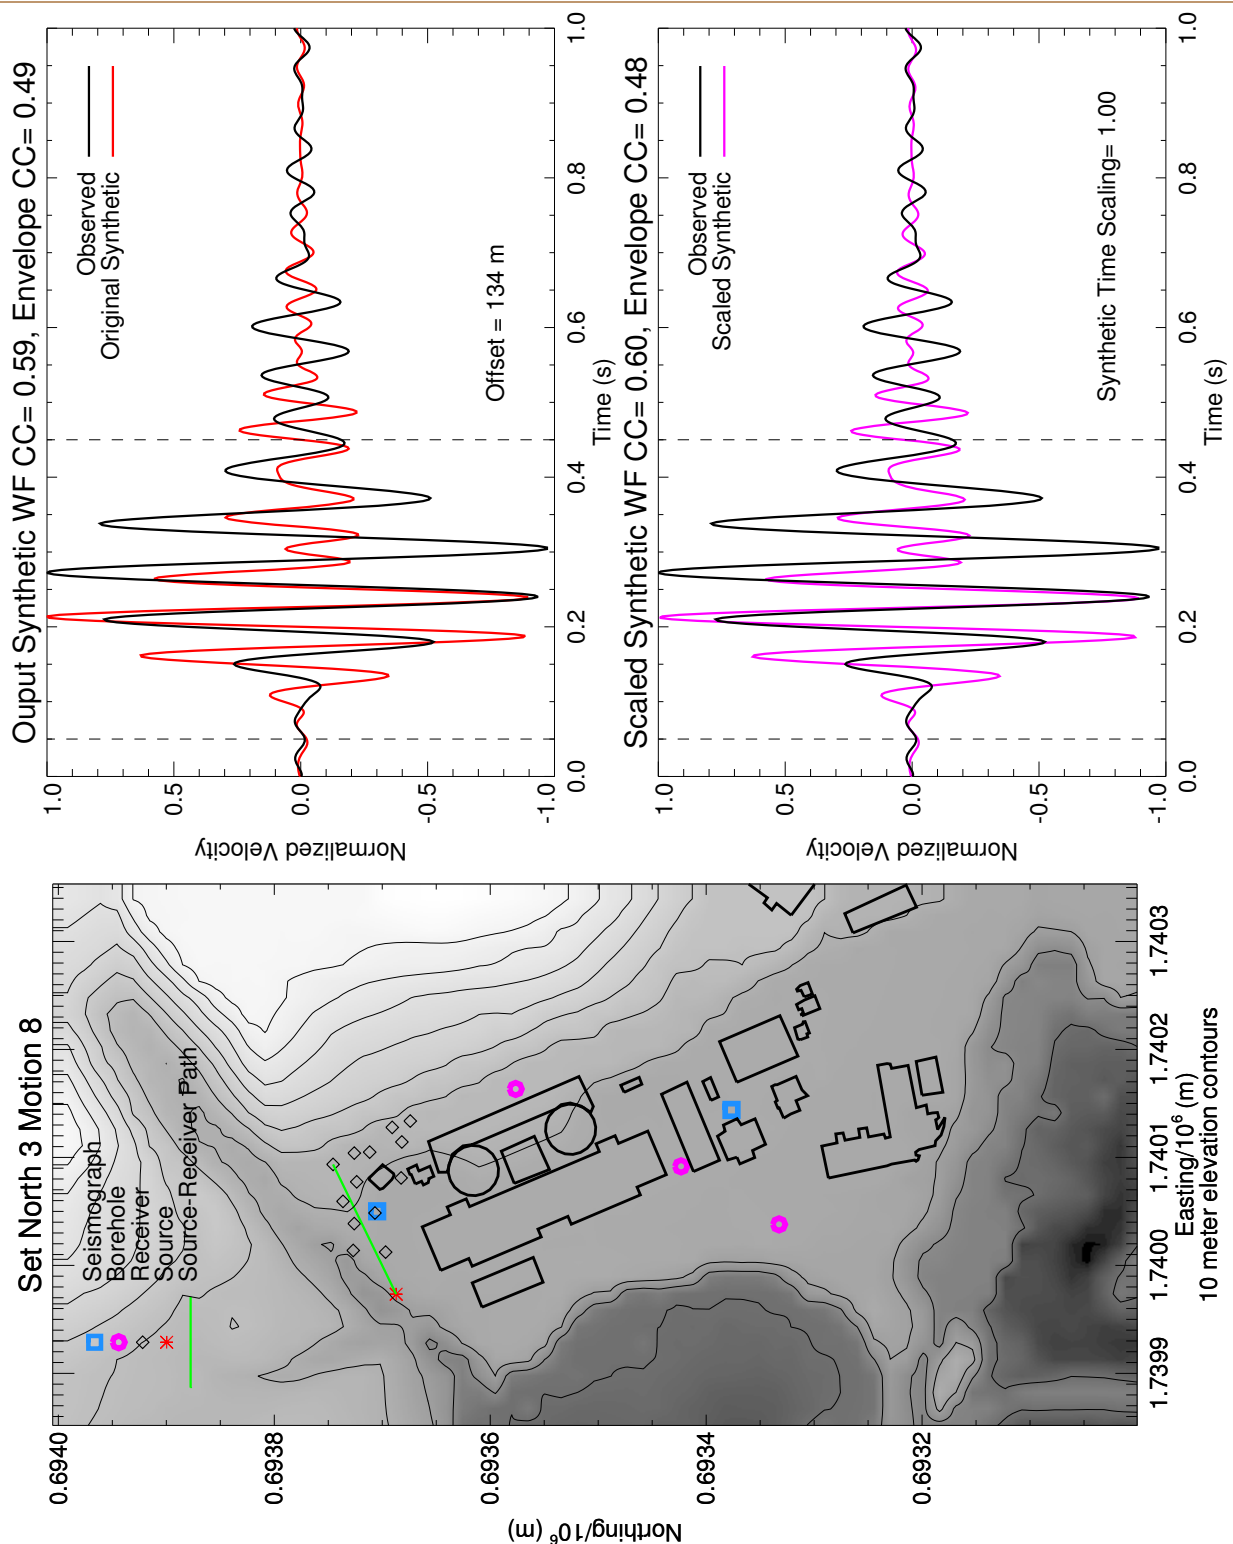 Set North 3 Motion 8
Seismograph
Borehole
Receiver
Source
Source-Receiver Path
0.6940
0.6938
0.6936
0.6934
0.6932
Northing/10⁶ (m)
1.7399
1.7400
1.7401
1.7402
1.7403
Easting/10⁶ (m)
10 meter elevation contours
Ouput Synthetic WF CC= 0.59, Envelope CC= 0.49
Observed
Original Synthetic
Offset = 134 m
1.0
0.5
0.0
-0.5
-1.0
Normalized Velocity
0.0
0.2
0.4
0.6
0.8
1.0
Time (s)
Scaled Synthetic WF CC= 0.60, Envelope CC= 0.48
Observed
Scaled Synthetic
Synthetic Time Scaling= 1.00
1.0
0.5
0.0
-0.5
-1.0
Normalized Velocity
0.0
0.2
0.4
0.6
0.8
1.0
Time (s)